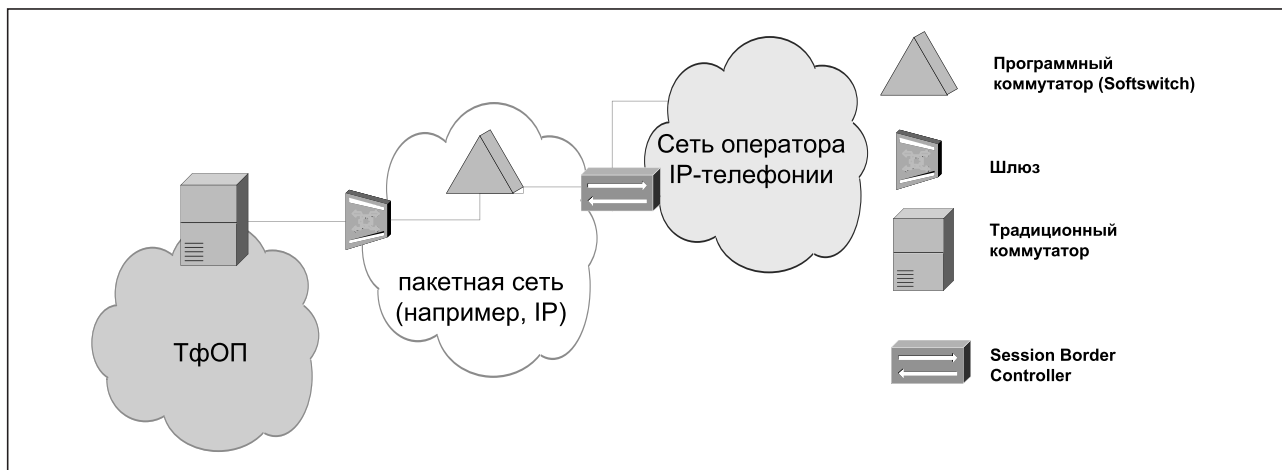 ТфОП
пакетная сеть
(например, IP)
Сеть оператора
IP-телефонии
Программный
коммутатор (Softswitch)
Шлюз
Традиционный
коммутатор
Session Border
Controller